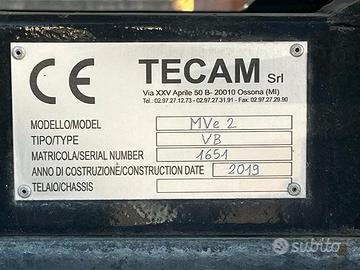 CE TECAM Srl
Via XXV Aprile 50 B- 20010 Ossona (MI)
Tel.: 02.97.27.12.73 - 02.97.27.31.91 - Fax: 02.97.27.29.90
MODELLO/MODEL MVe 2
TIPO/TYPE VB
MATRICOLA/SERIAL NUMBER 1651
ANNO DI COSTRUZIONE/CONSTRUCTION DATE 2019
TELAIO/CHASSIS
subito